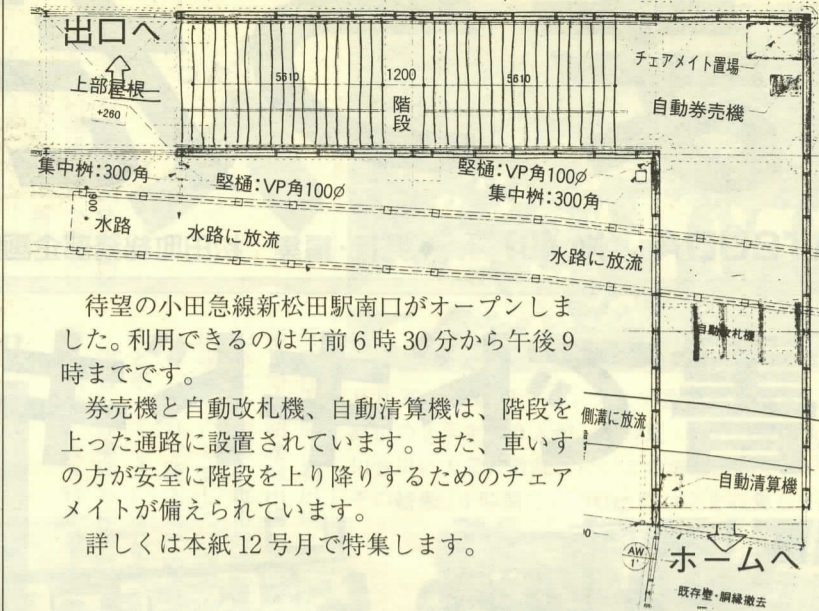 出口へ
上部屋根
+260
5610
1200
階段
5610
チェアメイト置場
自動券売機
集中桝:300角
竪樋:VP角100∅
竪樋:VP角100∅
集中桝:300角
900
水路
水路に放流
水路に放流
自動改札機
側溝に放流
自動清算機
AW
1'
ホームへ
既存壁・胴縁撤去
待望の小田急線新松田駅南口がオープンしま
した。利用できるのは午前6時30分から午後9
時までです。
券売機と自動改札機、自動清算機は、階段を
上った通路に設置されています。また、車いす
の方が安全に階段を上り降りするためのチェア
メイトが備えられています。
詳しくは本紙12号月で特集します。